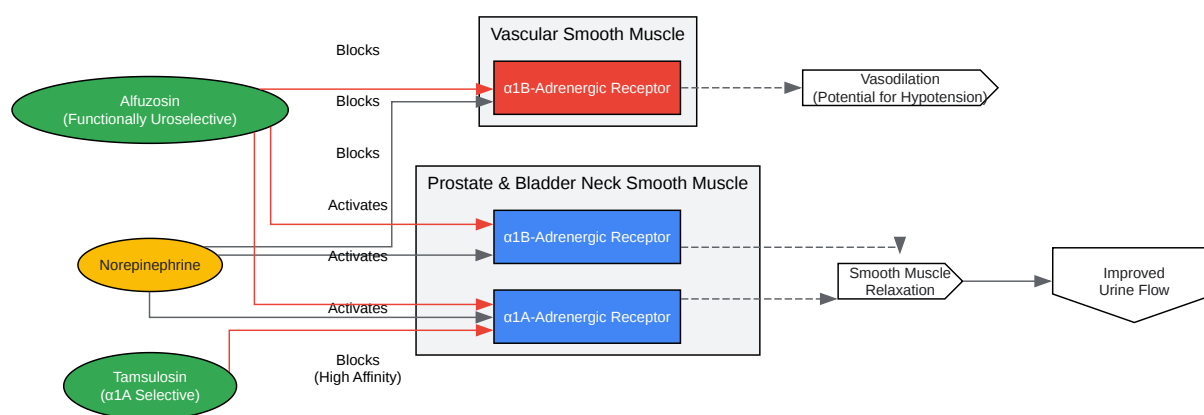 Vascular Smooth Muscle
Blocks
α1B-Adrenergic Receptor
Vasodilation
(Potential for Hypotension)
Alfuzosin
(Functionally Uroselective)
Blocks
Blocks
Prostate & Bladder Neck Smooth Muscle
Activates
α1B-Adrenergic Receptor
Norepinephrine
Activates
Smooth Muscle
Relaxation
Improved
Urine Flow
Activates
α1A-Adrenergic Receptor
Blocks
(High Affinity)
Tamsulosin
(α1A Selective)